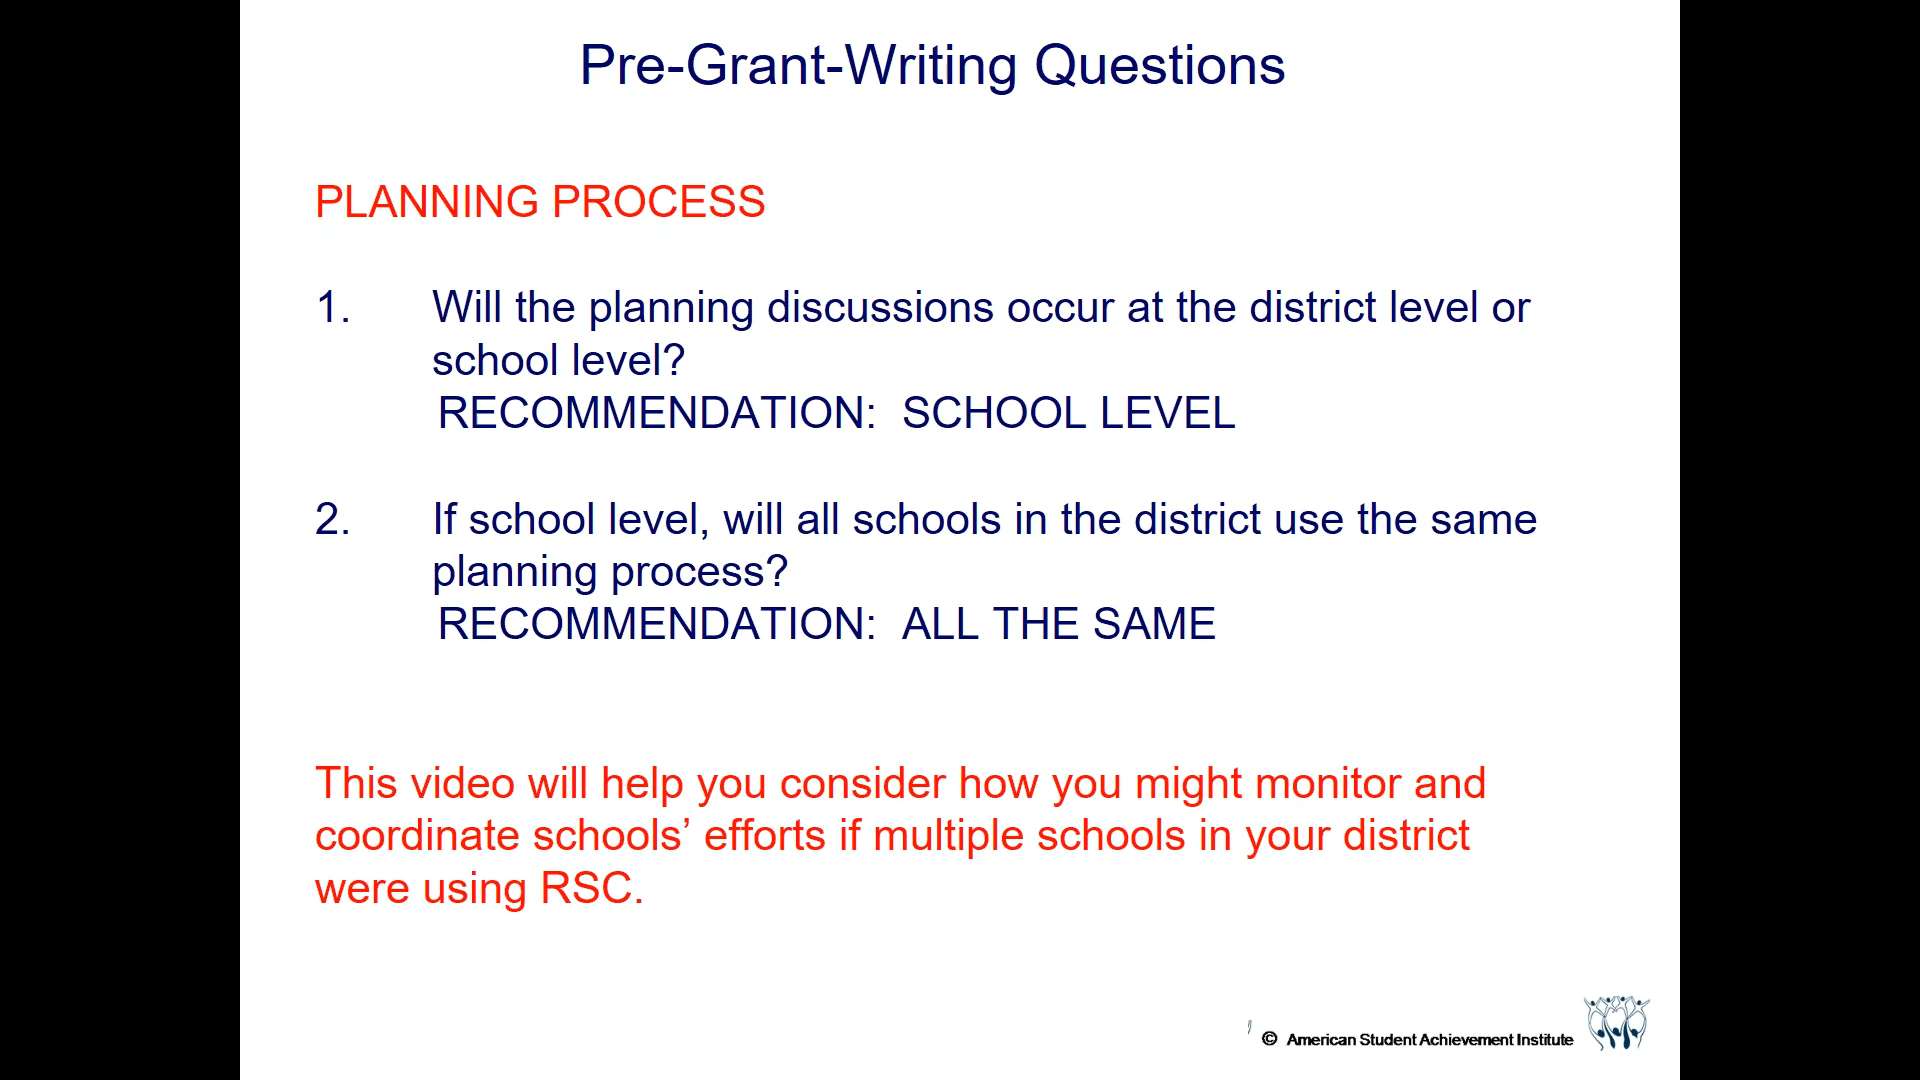 Pre-Grant-Writing Questions
PLANNING PROCESS
1. Will the planning discussions occur at the district level or
school level?
RECOMMENDATION: SCHOOL LEVEL
2. If school level, will all schools in the district use the same
planning process?
RECOMMENDATION: ALL THE SAME
This video will help you consider how you might monitor and
coordinate schools’ efforts if multiple schools in your district
were using RSC.
© American Student Achievement Institute